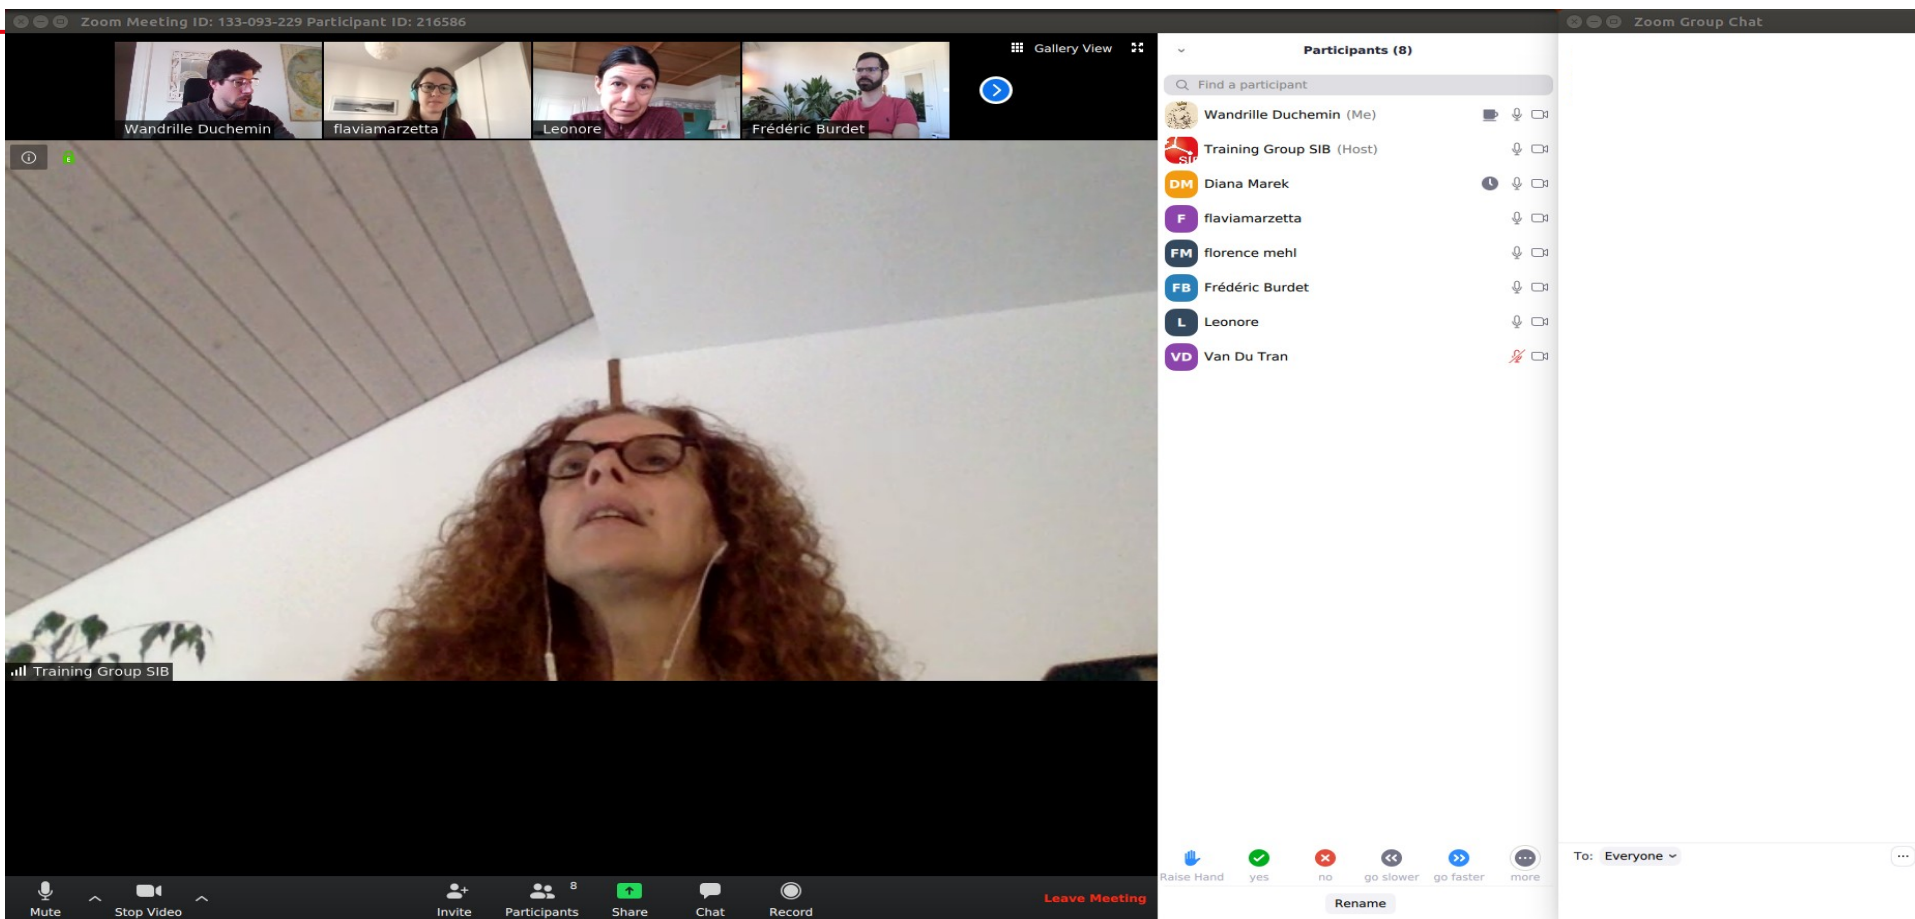 Zoom Meeting ID: 133-093-229 Participant ID: 216586
Zoom Group Chat
Gallery View
Wandrille Duchemin
flaviamarzetta
Leonore
Frédéric Burdet
Training Group SIB
Mute
Stop Video
Invite
Participants 8
Share
Chat
Record
Leave Meeting
Participants (8)
Find a participant
Wandrille Duchemin (Me)
Training Group SIB (Host)
DM Diana Marek
F flaviamarzetta
FM florence mehl
FB Frédéric Burdet
L Leonore
VD Van Du Tran
Raise Hand
yes
no
go slower
go faster
more
Rename
To: Everyone